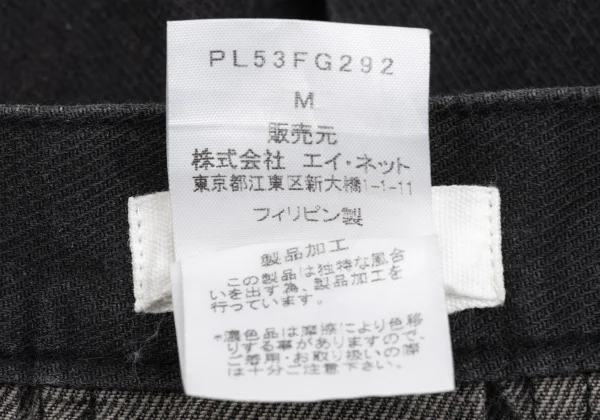 PL53FG292
M
販売元
株式会社 エイ・ネット
東京都江東区新大橋1-1-11
フィリピン製
製品加工
この製品は独特な風合
いを出す為、製品加工を
行っています。
*濃色品は摩擦により色移
りする事がありますので、
ご着用・お取り扱いの際
は十分ご注意下さい。